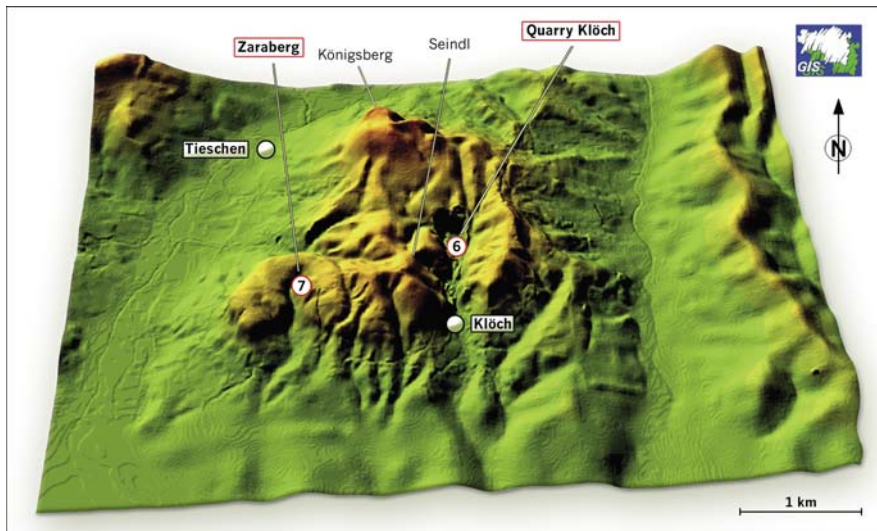 Zaraberg
Königsberg
Seindl
Quarry Klöch
GIS
N
Tieschen
6
7
Klöch
1 km